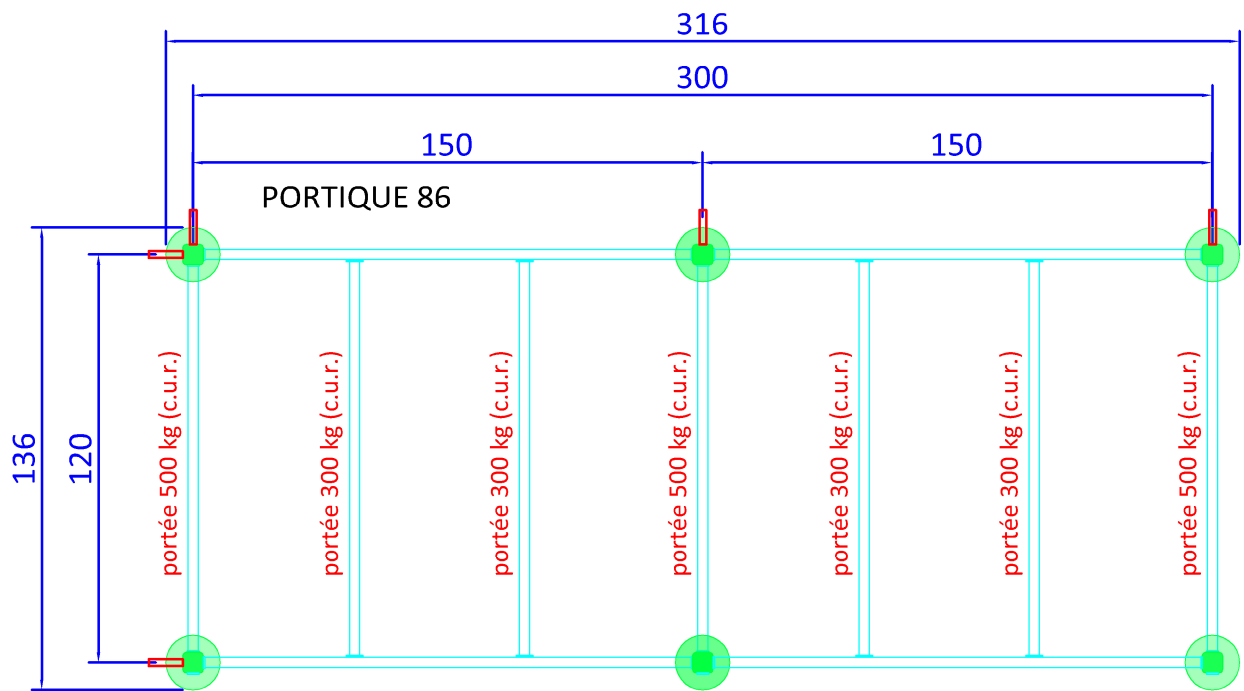 316
300
150
150
PORTIQUE 86
136
120
portée 500 kg (c.u.r.)
portée 300 kg (c.u.r.)
portée 300 kg (c.u.r.)
portée 500 kg (c.u.r.)
portée 300 kg (c.u.r.)
portée 300 kg (c.u.r.)
portée 500 kg (c.u.r.)